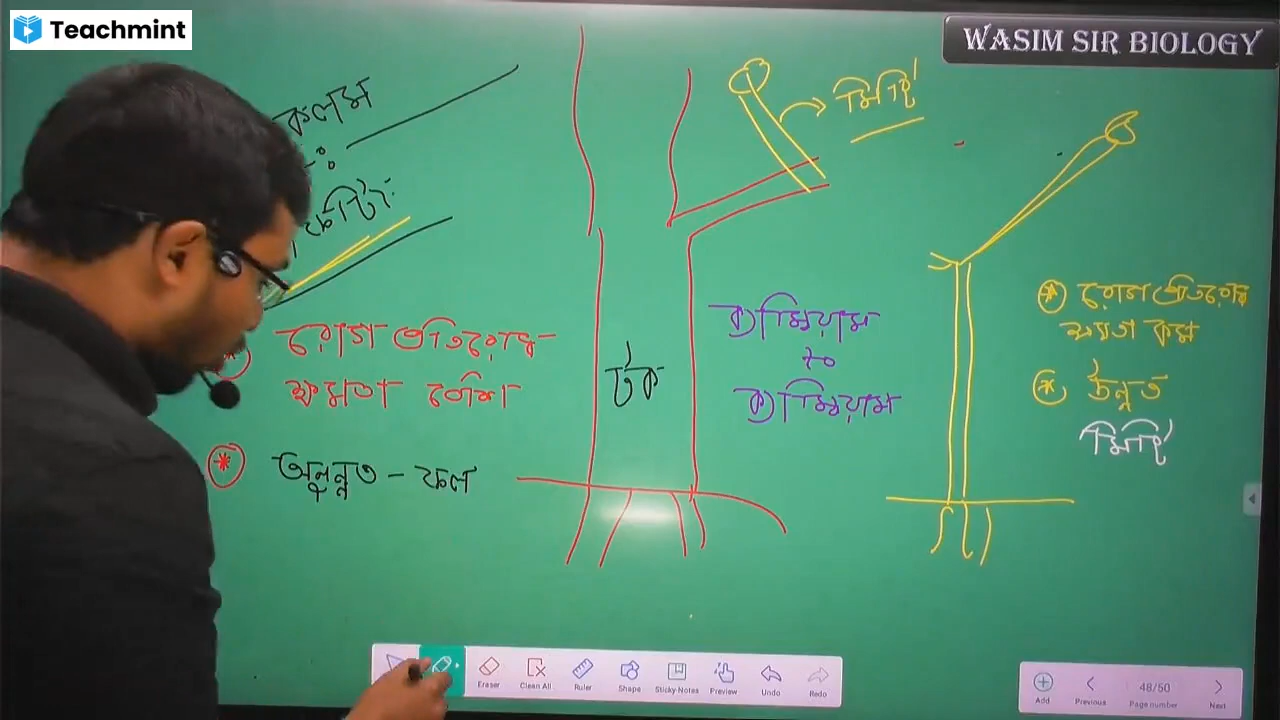 Teachmint
WASIM SIR BIOLOGY
কলম
মিষ্টি
রোগ প্রতিরোধ
ক্ষমতা বেশি
* অনুন্নত - ফল
টক
ক্যাম্বিয়াম
to
ক্যাম্বিয়াম
* রোগ প্রতিরোধ
ক্ষমতা কম
* উন্নত
মিষ্টি
Eraser
Clean All
Ruler
Shape
Sticky Notes
Preview
Undo
Redo
Add
Previous
48/50
Page number
Next